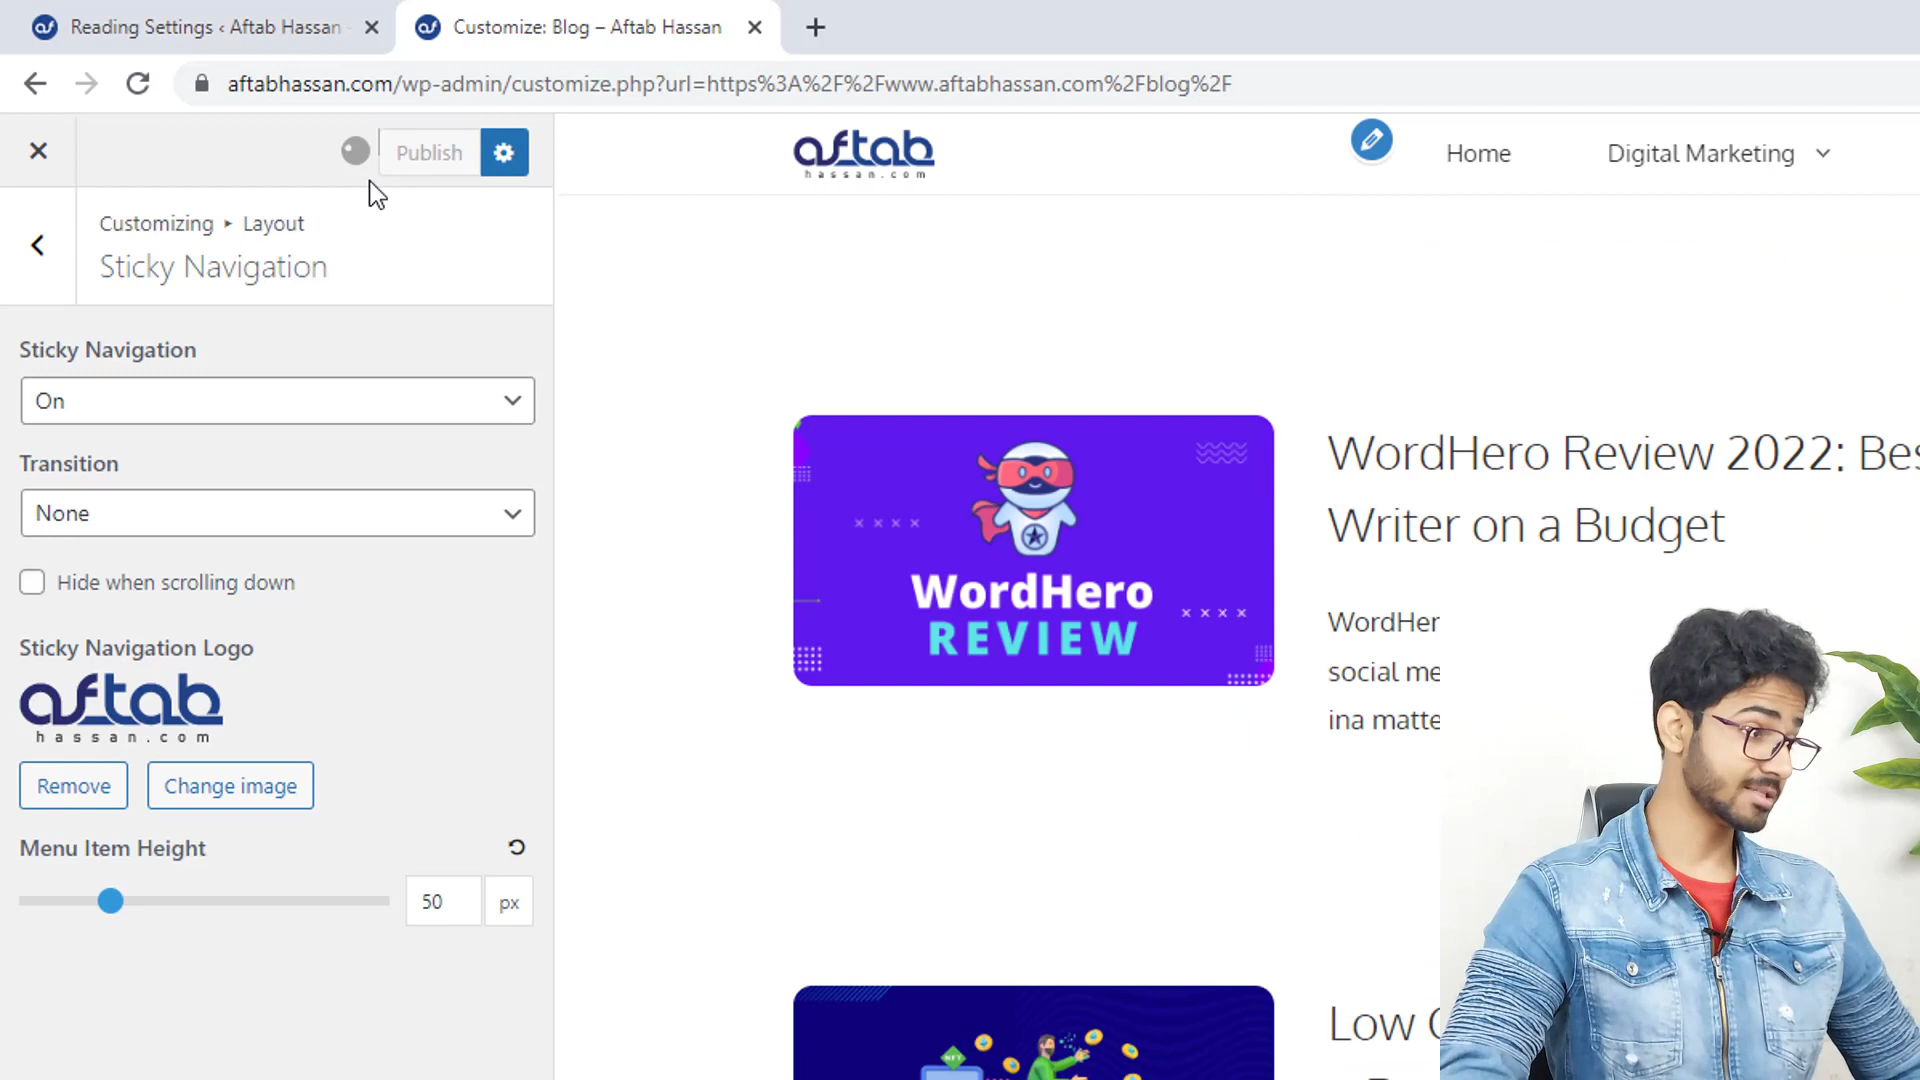 Reading Settings ‹ Aftab Hassan
Customize: Blog – Aftab Hassan
aftabhassan.com/wp-admin/customize.php?url=https%3A%2F%2Fwww.aftabhassan.com%2Fblog%2F
Publish
Customizing ▸ Layout
Sticky Navigation
Sticky Navigation
On
Transition
None
Hide when scrolling down
Sticky Navigation Logo
aftab
hassan.com
Remove
Change image
Menu Item Height
50
px
aftab
hassan.com
Home
Digital Marketing
WordHero
REVIEW
WordHero Review 2022: Bes
Writer on a Budget
WordHer
social me
ina matte
NFT
Low